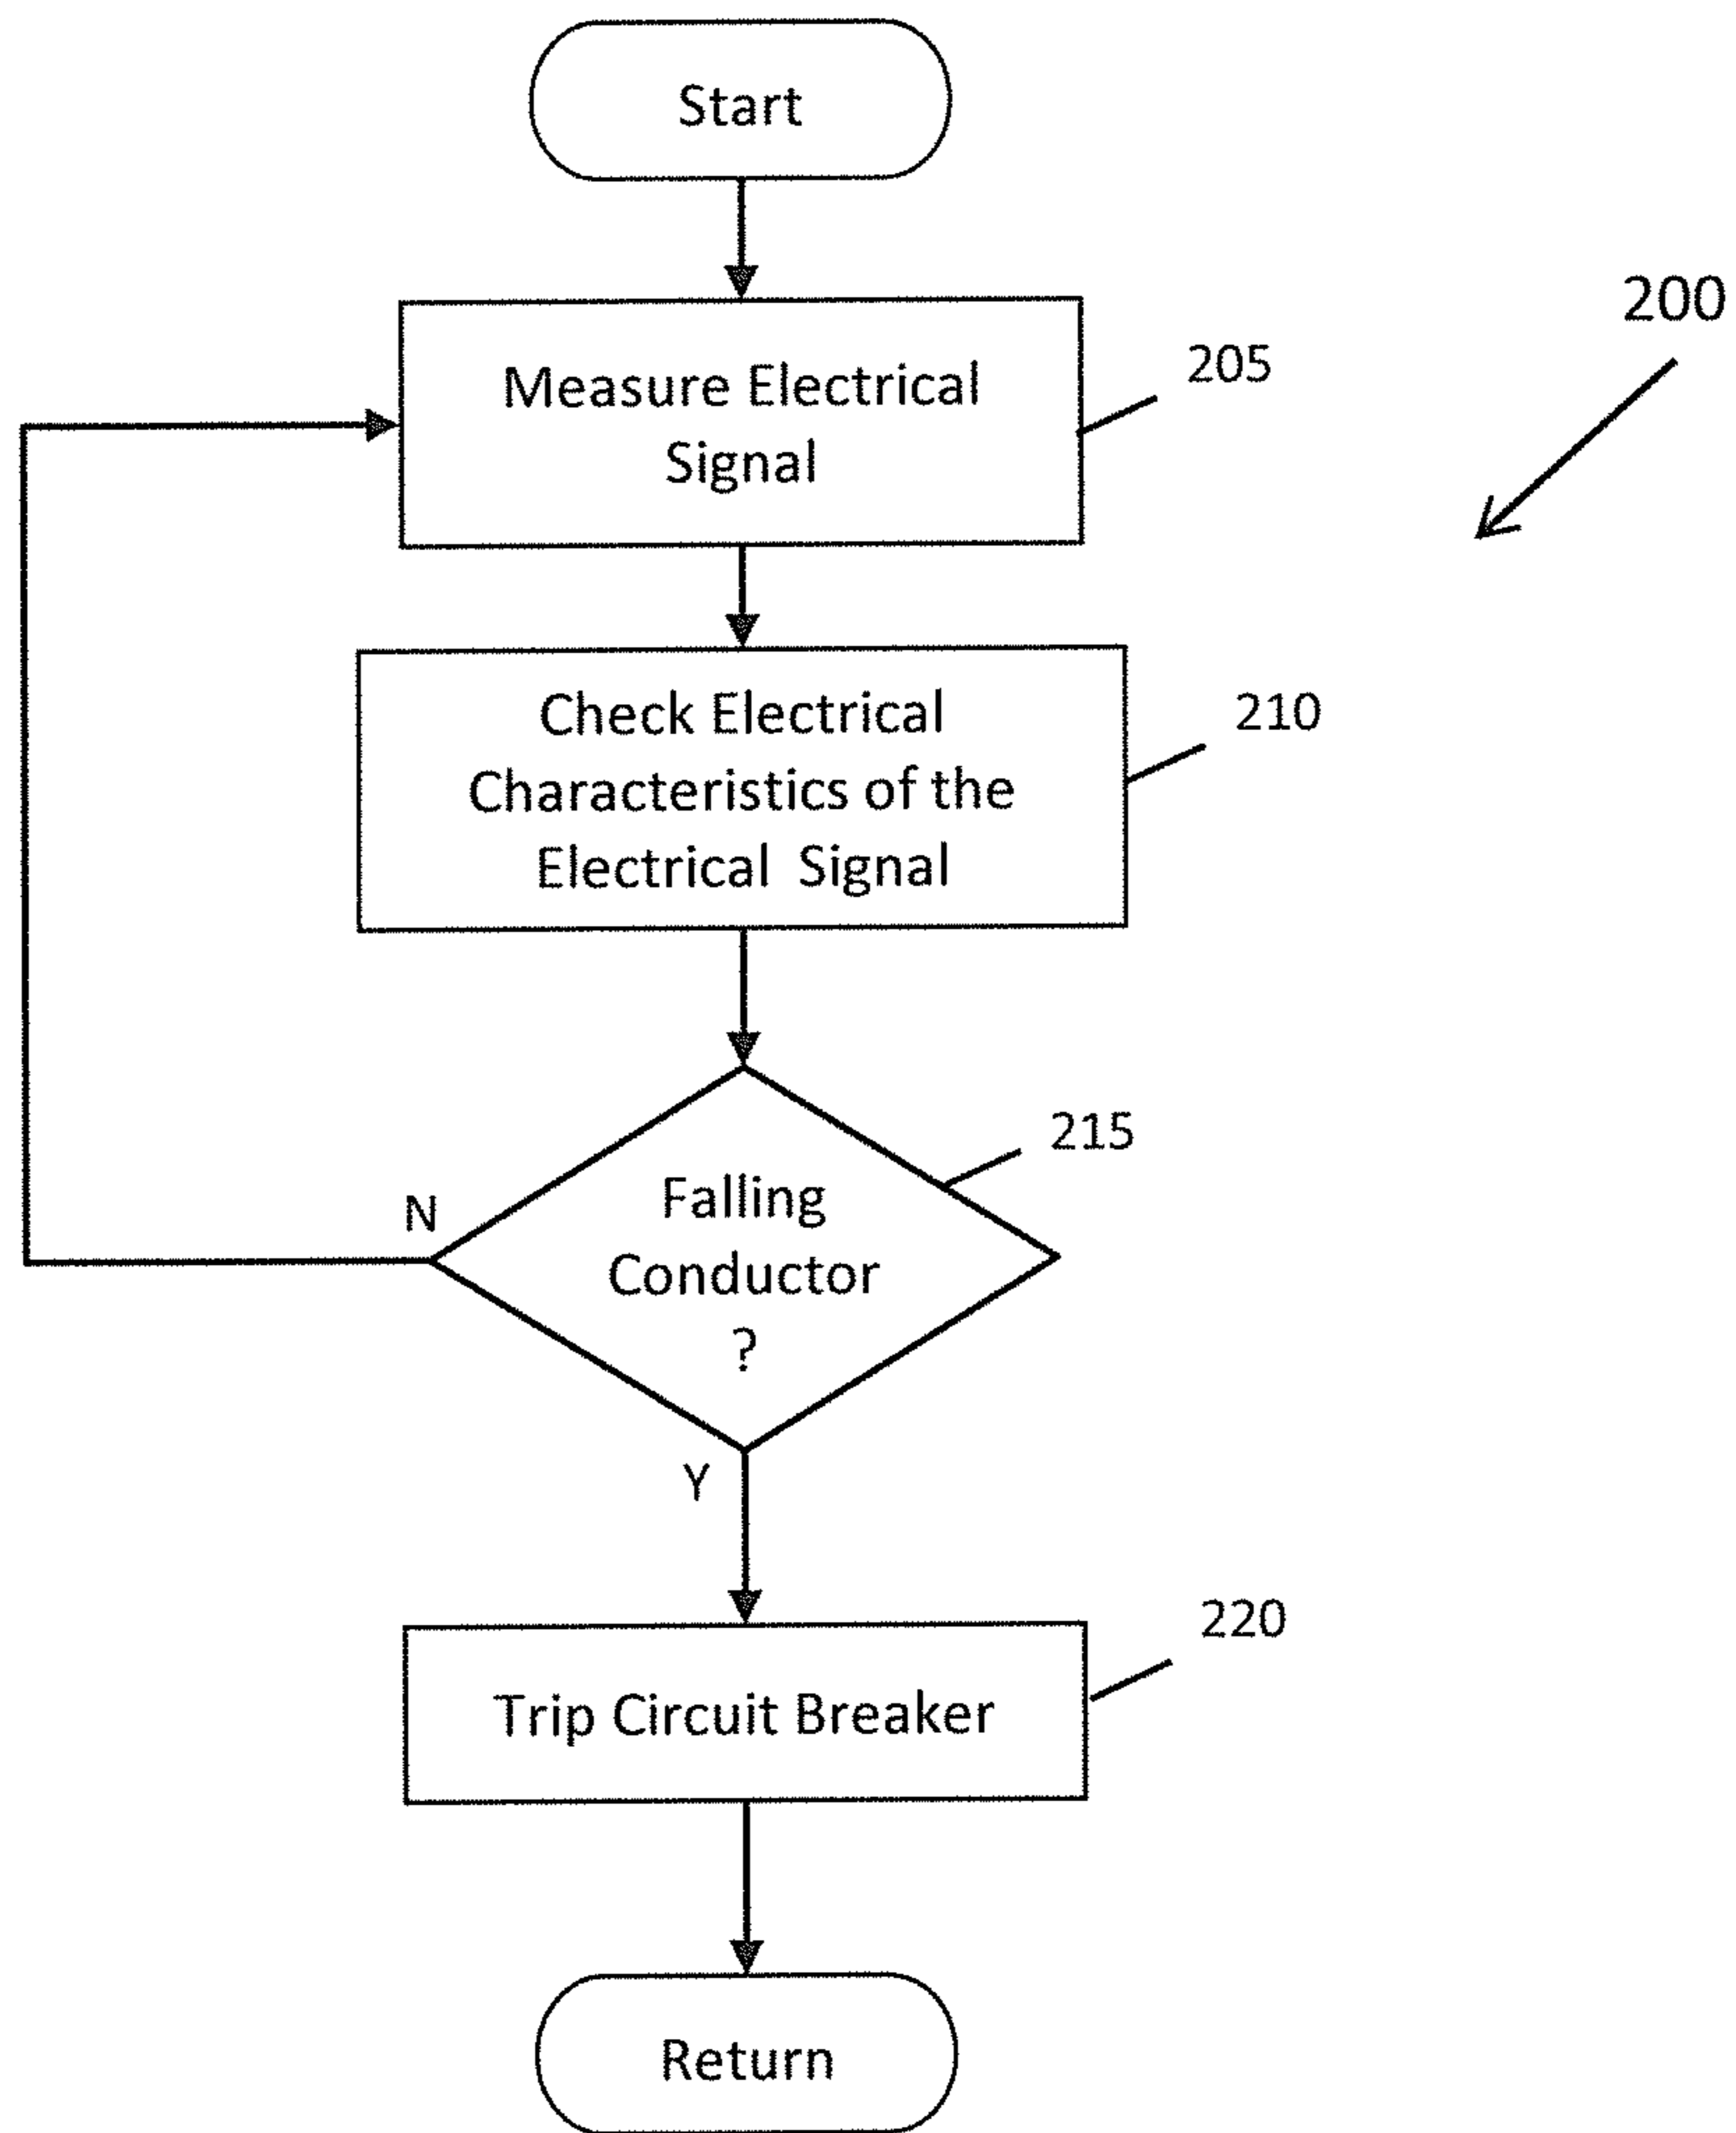 Start
200
Measure Electrical
Signal
205
Check Electrical
Characteristics of the
Electrical Signal
210
Falling
Conductor
?
215
N
Y
Trip Circuit Breaker
220
Return